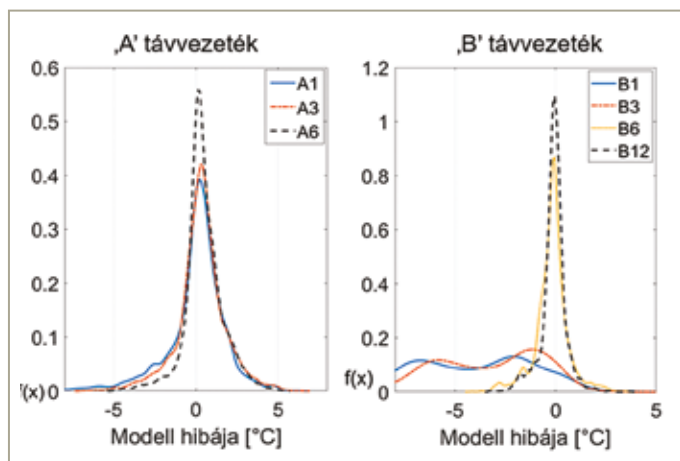 ‚A’ távvezeték
0.6
0.5
0.4
0.3
0.2
0.1
0
f(x)
-5
0
5
Modell hibája [°C]
A1
A3
A6
‚B’ távvezeték
1.2
1
0.8
0.6
0.4
0.2
0
f(x)
-5
0
5
Modell hibája [°C]
B1
B3
B6
B12